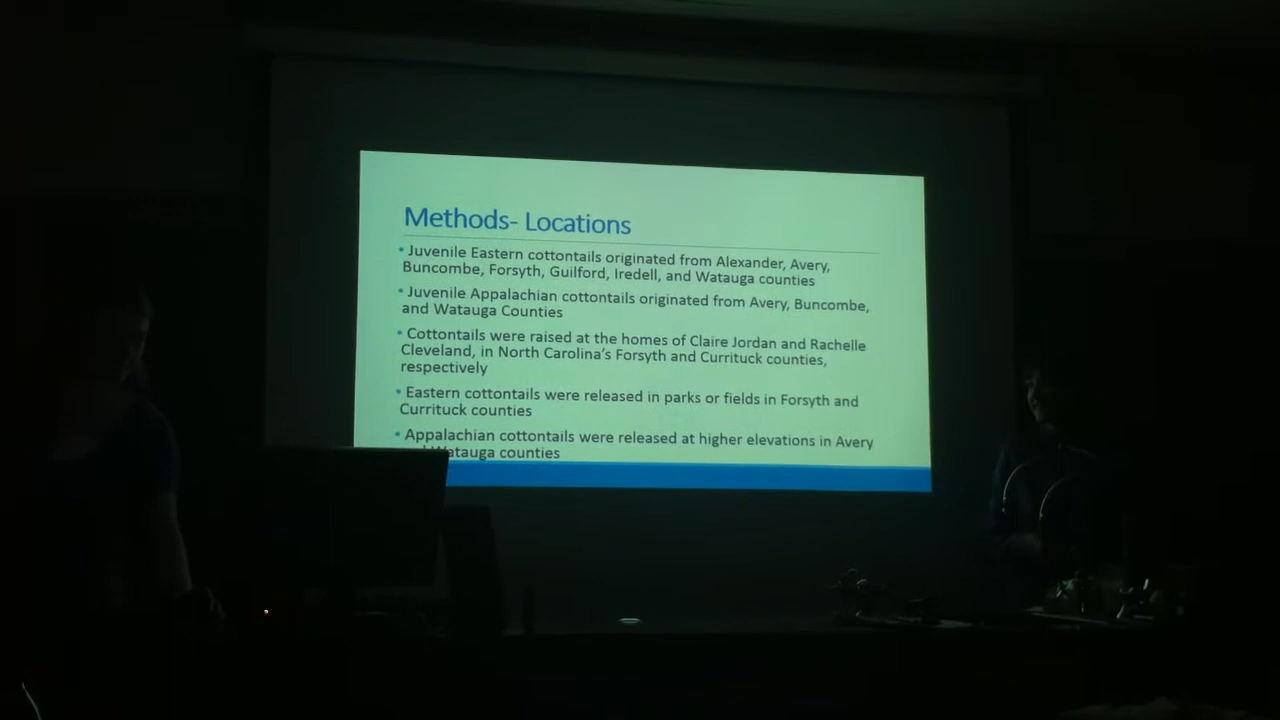 Methods- Locations
• Juvenile Eastern cottontails originated from Alexander, Avery,
Buncombe, Forsyth, Guilford, Iredell, and Watauga counties
• Juvenile Appalachian cottontails originated from Avery, Buncombe,
and Watauga Counties
• Cottontails were raised at the homes of Claire Jordan and Rachelle
Cleveland, in North Carolina's Forsyth and Currituck counties,
respectively
• Eastern cottontails were released in parks or fields in Forsyth and
Currituck counties
• Appalachian cottontails were released at higher elevations in Avery
and Watauga counties